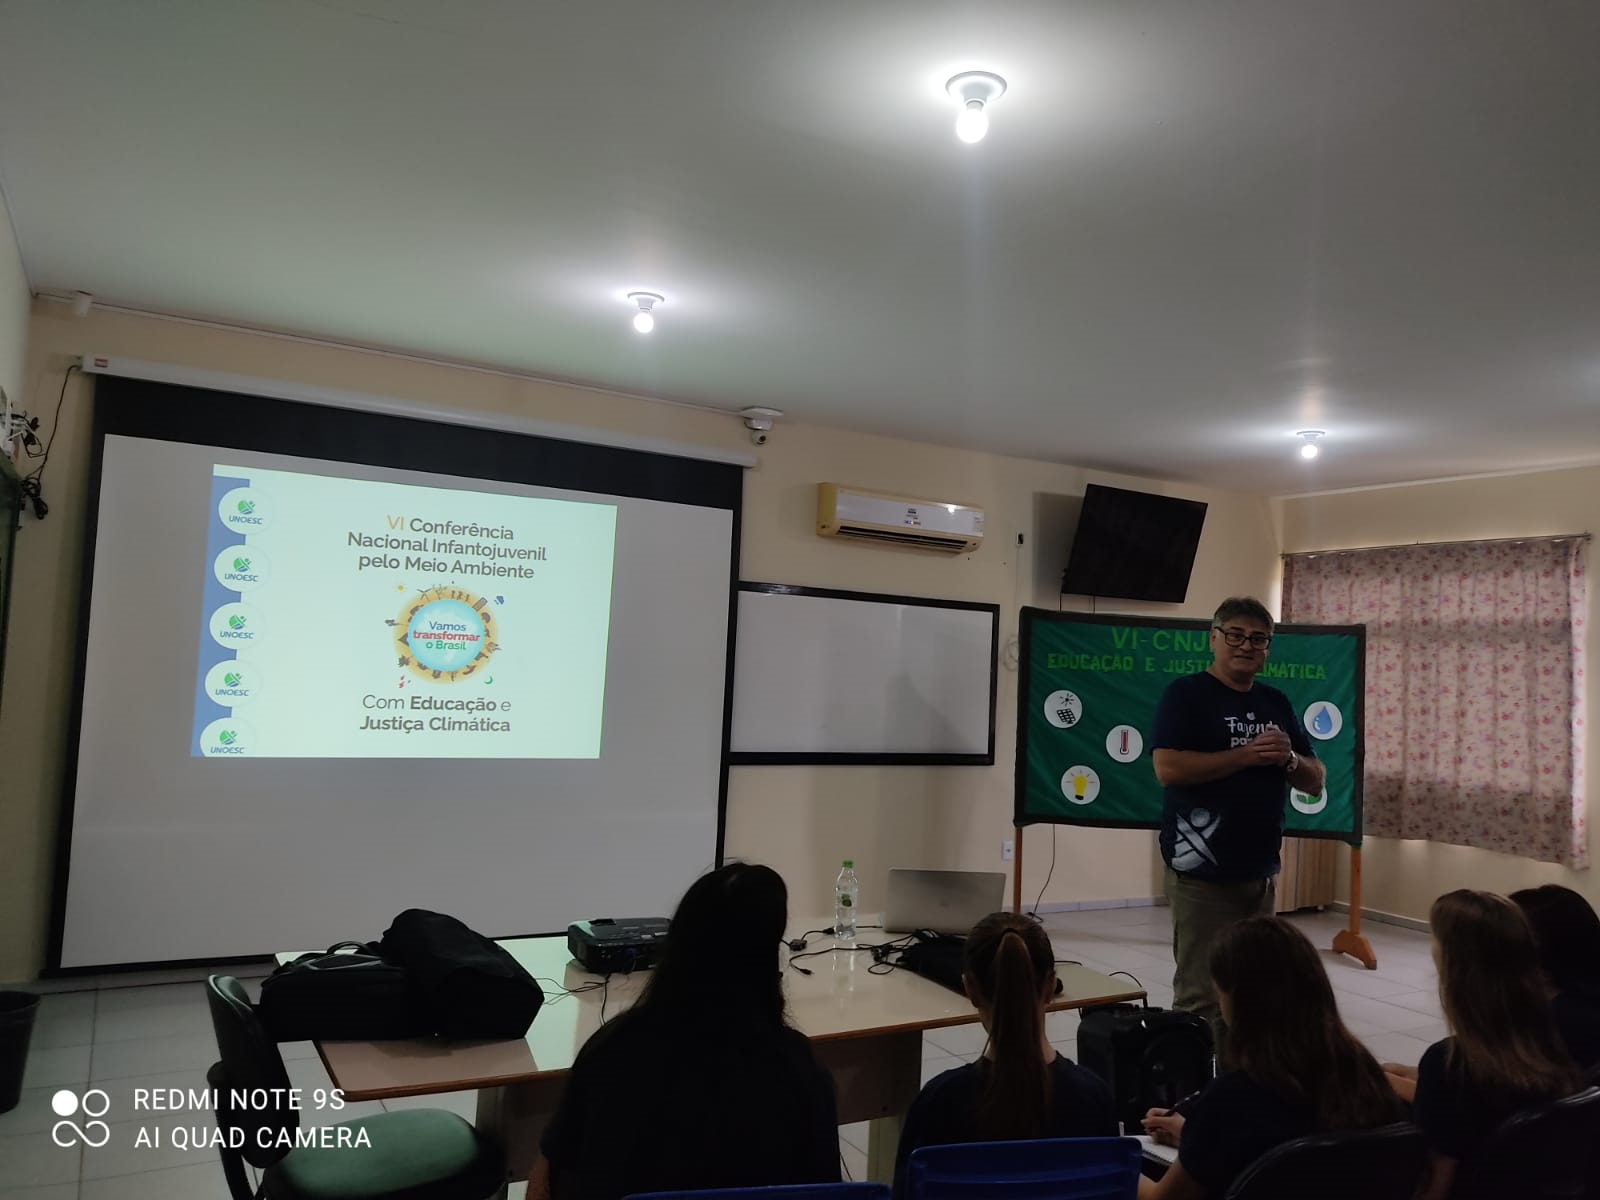 UNOESC
UNOESC
UNOESC
UNOESC
UNOESC
VI Conferência
Nacional Infantojuvenil
pelo Meio Ambiente
Vamos
transformar
o Brasil
Com Educação e
Justiça Climática
VI-CNJ
EDUCAÇÃO E JUSTI
CLIMÁTICA
REDMI NOTE 9S
AI QUAD CAMERA